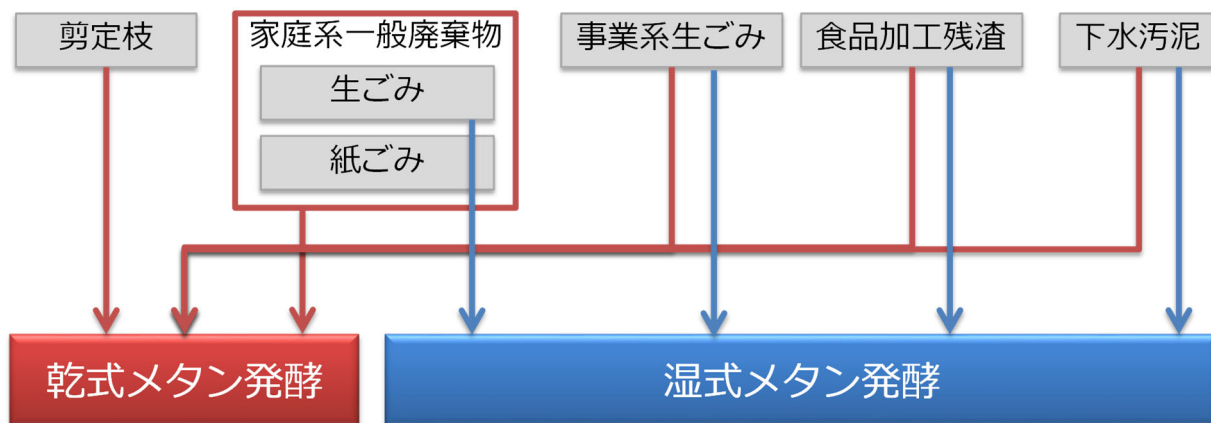 剪定枝
家庭系一般廃棄物
生ごみ
紙ごみ
事業系生ごみ
食品加工残渣
下水汚泥
乾式メタン発酵
湿式メタン発酵